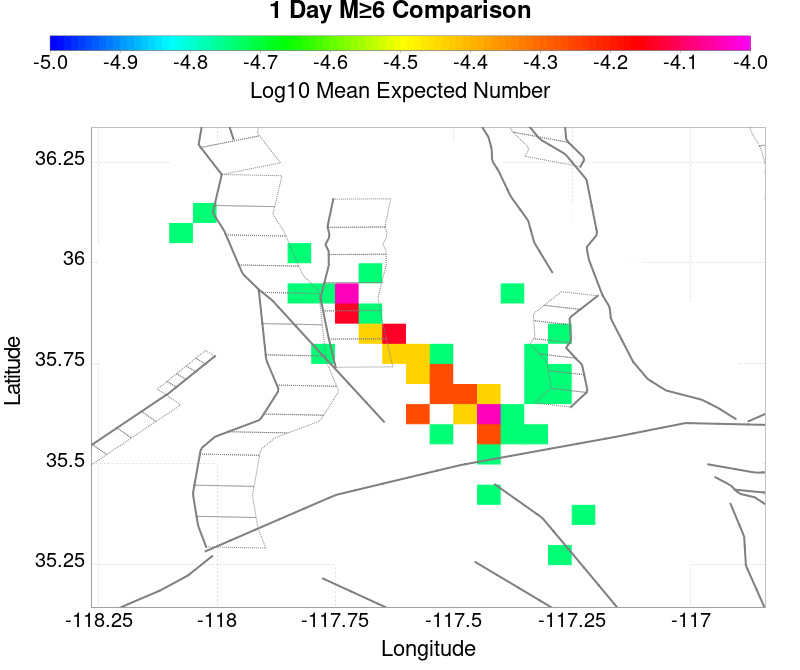 1 Day M≥6 Comparison
-5.0 -4.9 -4.8 -4.7 -4.6 -4.5 -4.4 -4.3 -4.2 -4.1 -4.0
Log10 Mean Expected Number
36.25
36
35.75
35.5
35.25
Latitude
-118.25 -118 -117.75 -117.5 -117.25 -117
Longitude